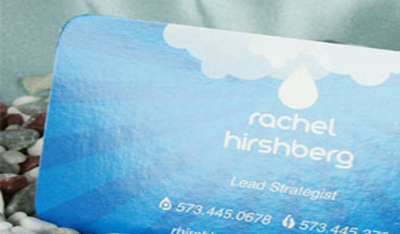 rachel
hirshberg
Lead Strategist
573.445.0678